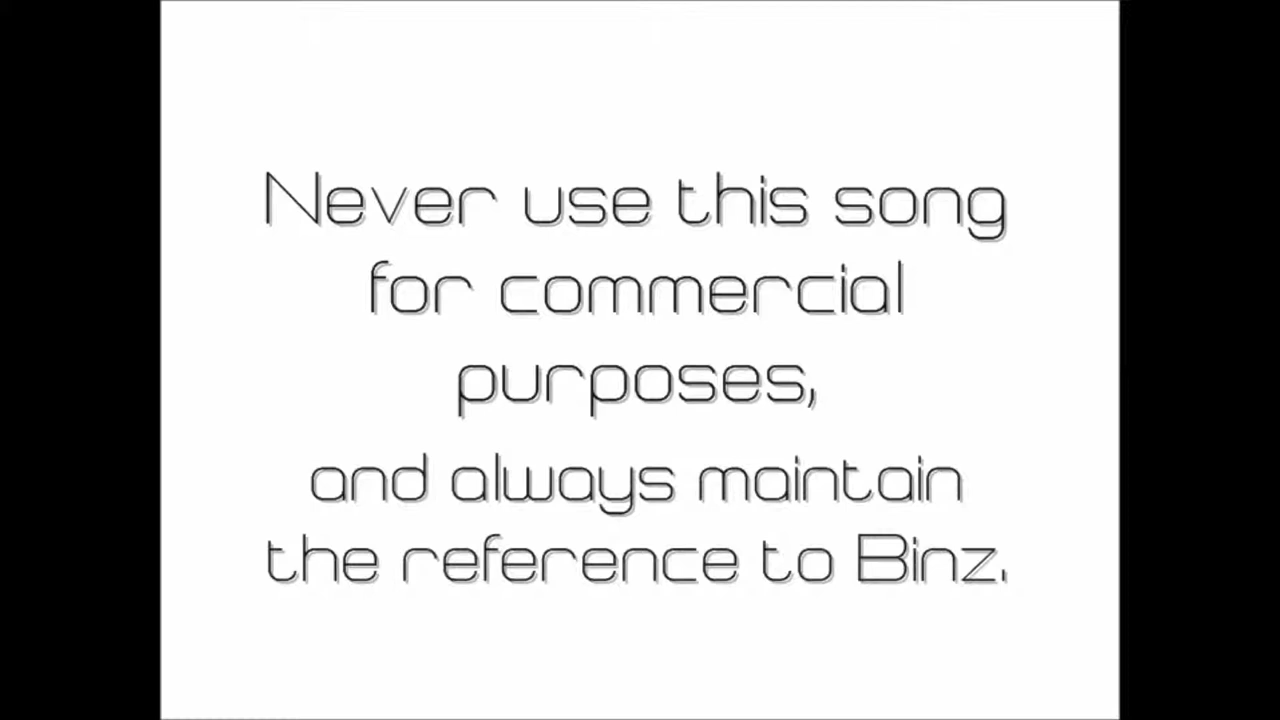 Never use this song
for commercial
purposes,
and always maintain
the reference to Binz.